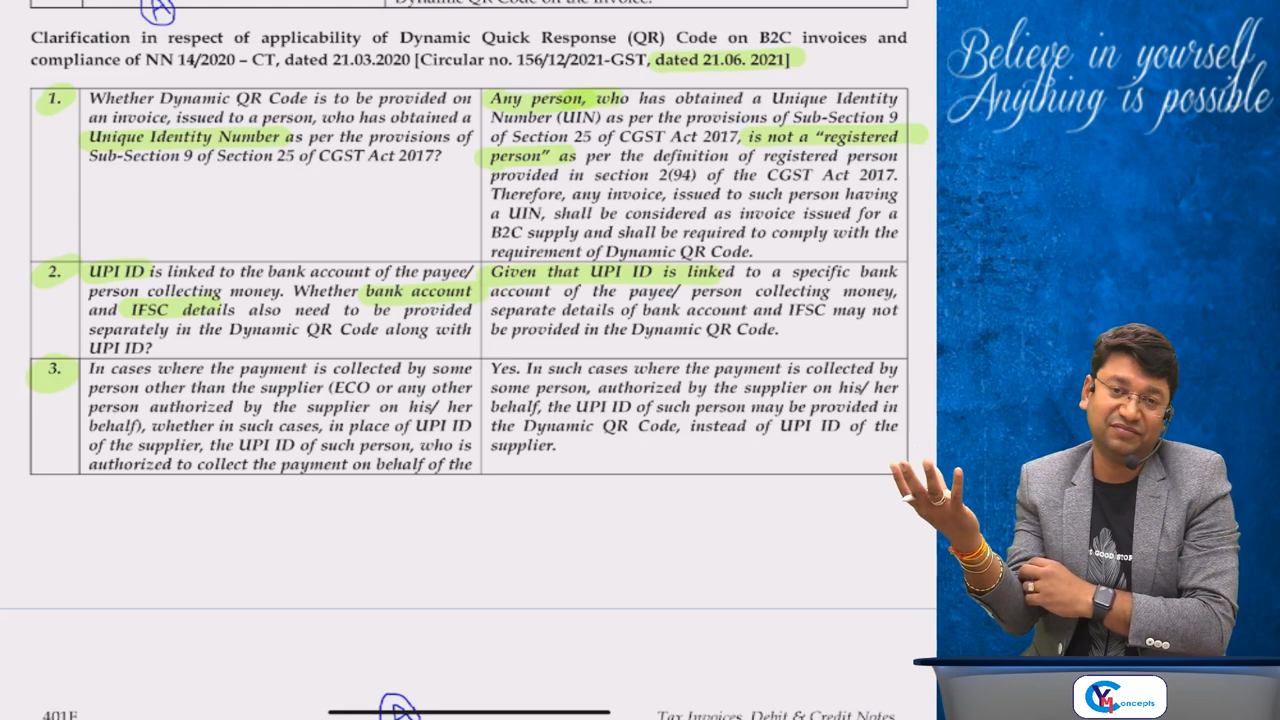 Dynamic QR Code on the invoice.
A
Clarification in respect of applicability of Dynamic Quick Response (QR) Code on B2C invoices and
compliance of NN 14/2020 – CT, dated 21.03.2020 [Circular no. 156/12/2021-GST, dated 21.06. 2021]
1.
Whether Dynamic QR Code is to be provided on
an invoice, issued to a person, who has obtained a
Unique Identity Number as per the provisions of
Sub-Section 9 of Section 25 of CGST Act 2017?
Any person, who has obtained a Unique Identity
Number (UIN) as per the provisions of Sub-Section 9
of Section 25 of CGST Act 2017, is not a “registered
person” as per the definition of registered person
provided in section 2(94) of the CGST Act 2017.
Therefore, any invoice, issued to such person having
a UIN, shall be considered as invoice issued for a
B2C supply and shall be required to comply with the
requirement of Dynamic QR Code.
2.
UPI ID is linked to the bank account of the payee/
person collecting money. Whether bank account
and IFSC details also need to be provided
separately in the Dynamic QR Code along with
UPI ID?
Given that UPI ID is linked to a specific bank
account of the payee/ person collecting money,
separate details of bank account and IFSC may not
be provided in the Dynamic QR Code.
3.
In cases where the payment is collected by some
person other than the supplier (ECO or any other
person authorized by the supplier on his/ her
behalf), whether in such cases, in place of UPI ID
of the supplier, the UPI ID of such person, who is
authorized to collect the payment on behalf of the
Yes. In such cases where the payment is collected by
some person, authorized by the supplier on his/ her
behalf, the UPI ID of such person may be provided in
the Dynamic QR Code, instead of UPI ID of the
supplier.
Believe in yourself
Anything is possible
GOOD STOR
YM
Concepts
Tax Invoices, Debit & Credit Notes